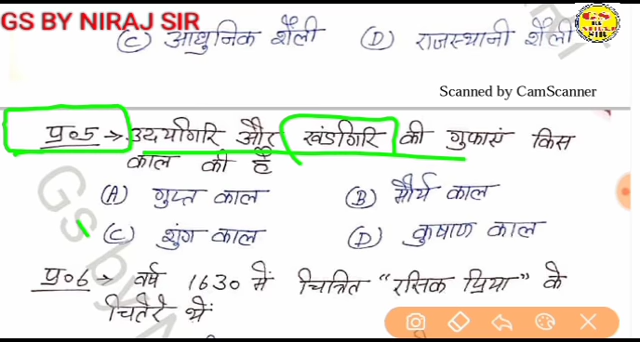 GS BY NIRAJ SIR
(C) आधुनिक शैली (D) राजस्थानी शैली
Scanned by CamScanner
प्र०5 → उदयगिरि और खंडगिरि की गुफाएं किस
काल की हैं
(A) गुप्त काल (B) मौर्य काल
(C) शुंग काल (D) कुषाण काल
प्र०6 → वर्ष 1630 में चित्रित "रसिक प्रिया" के
चितेरे थें